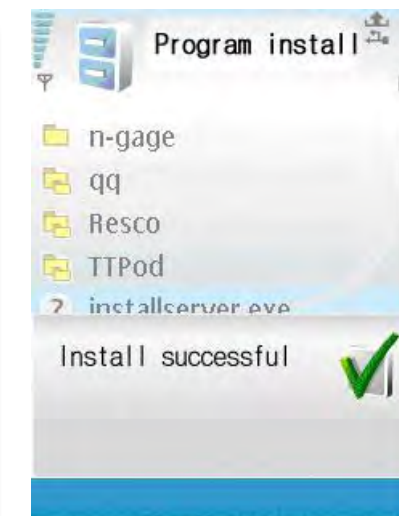 Program install
n-gage
qq
Resco
TTPod
installserver.exe
Install successful